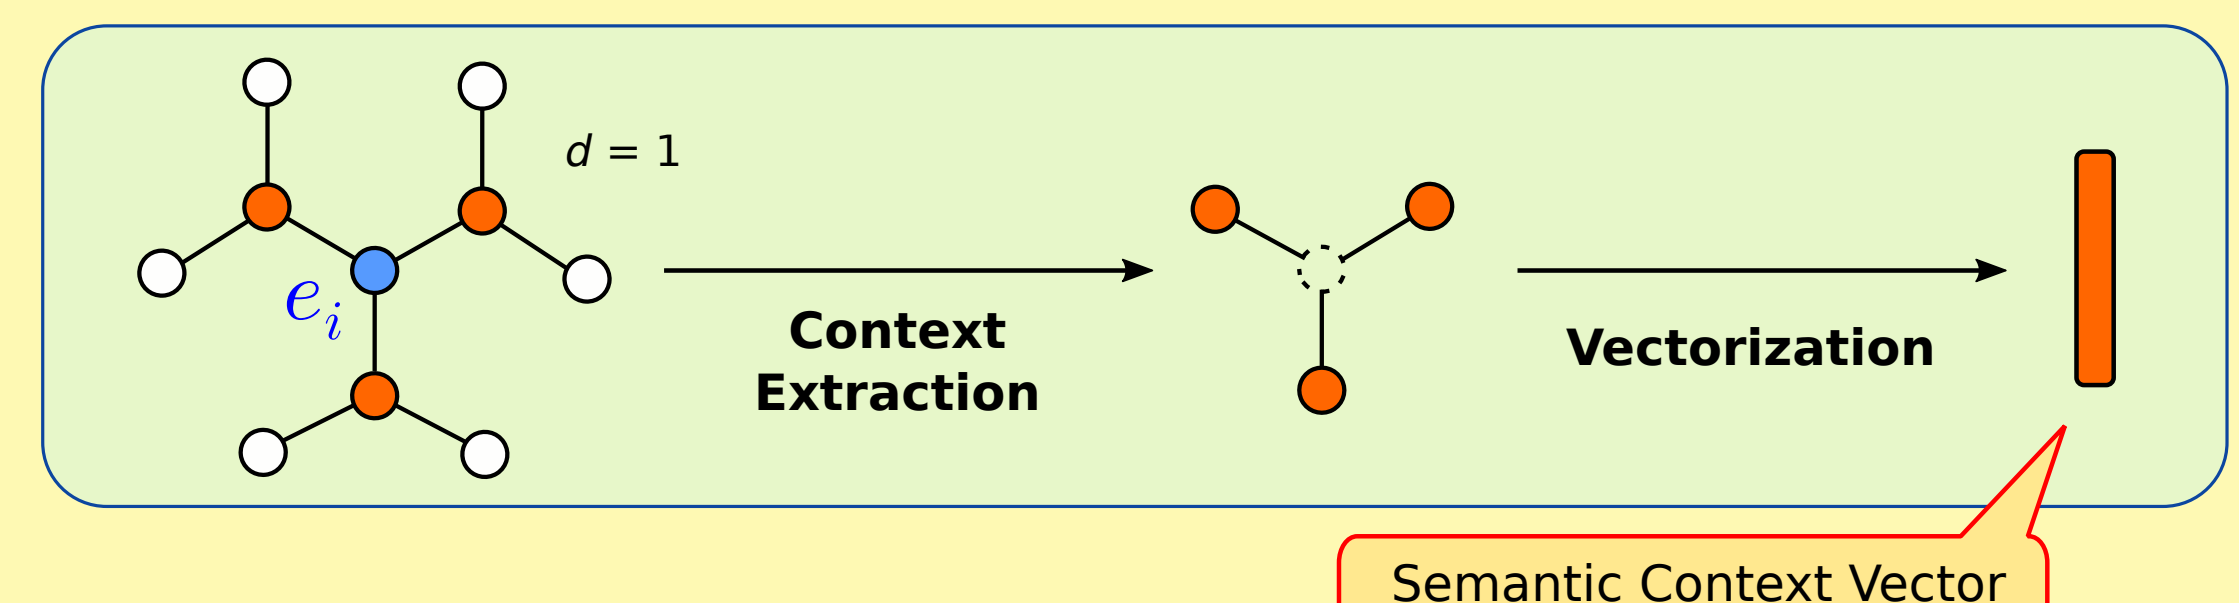 d = 1
e_i
Context
Extraction
Vectorization
Semantic Context Vector